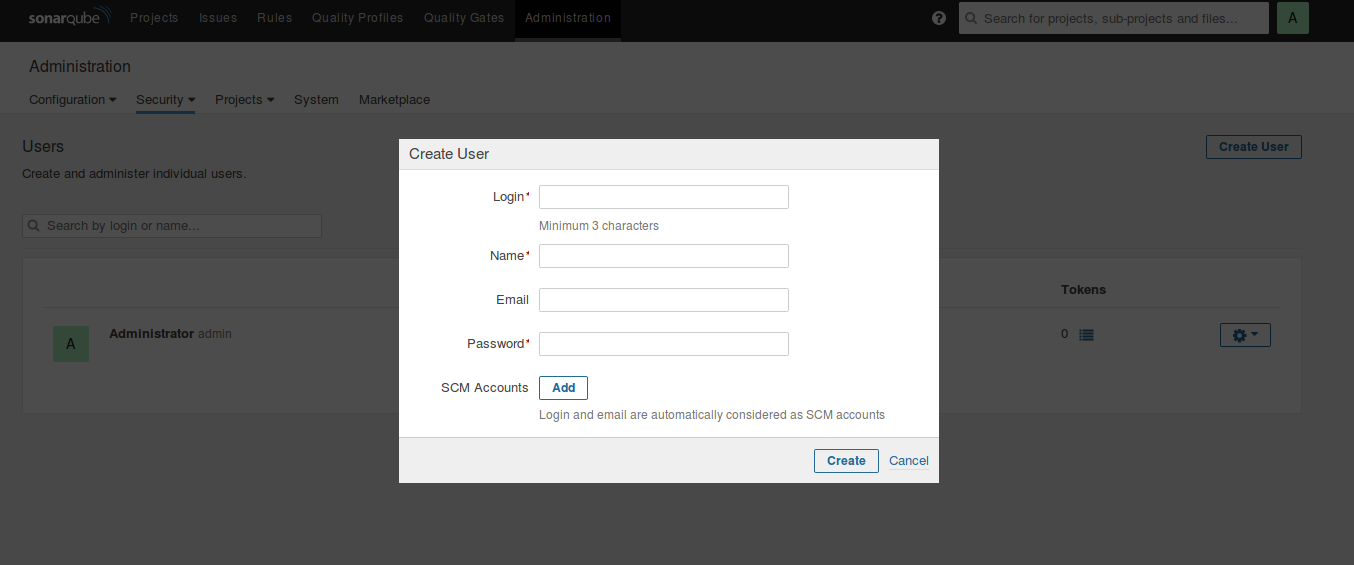 sonarqube Projects Issues Rules Quality Profiles Quality Gates Administration ? Search for projects, sub-projects and files... A
Administration
Configuration Security Projects System Marketplace
Users
Create User
Create and administer individual users.
Search by login or name...
Tokens
A Administrator admin 0
Create User
Login*
Minimum 3 characters
Name*
Email
Password*
SCM Accounts Add
Login and email are automatically considered as SCM accounts
Create Cancel